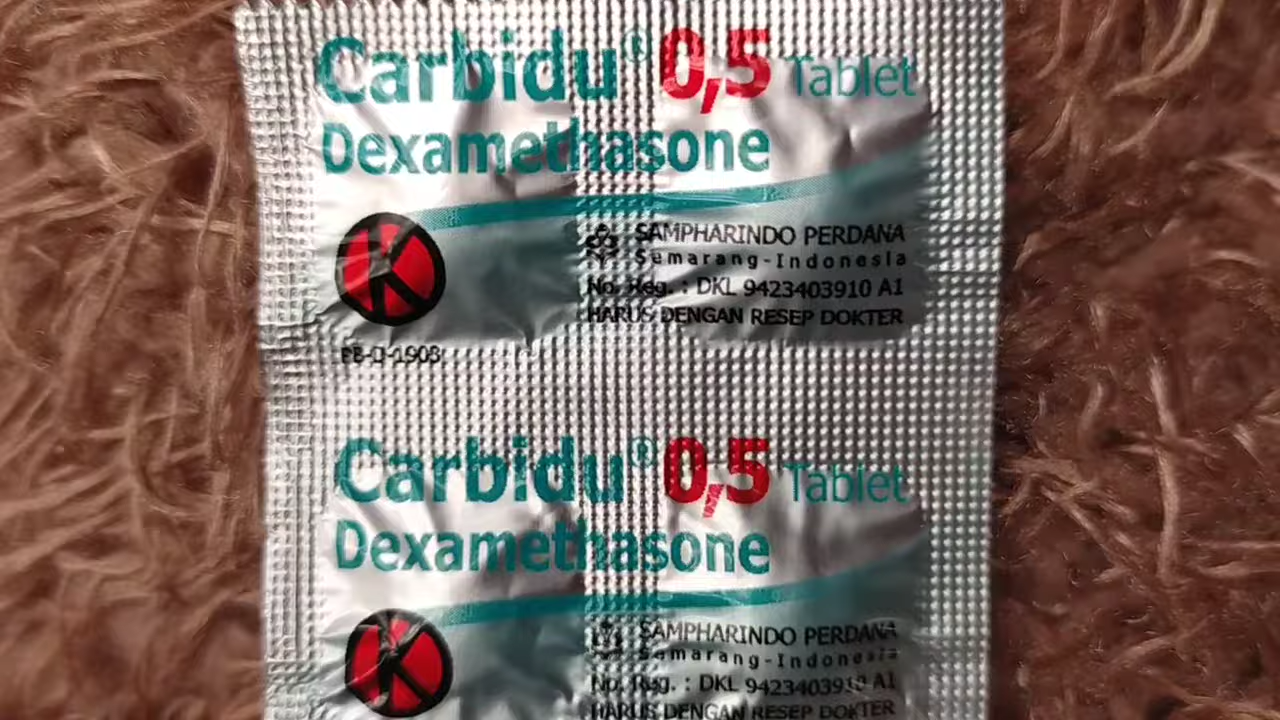 Carbidu® 0,5 Tablet
Dexamethasone
K
SAMPHARINDO PERDANA
Semarang-Indonesia
No. Reg. : DKL 9423403910 A1
HARUS DENGAN RESEP DOKTER
Carbidu® 0,5 Tablet
Dexamethasone
K
SAMPHARINDO PERDANA
Semarang-Indonesia
No. Reg. : DKL 9423403910 A1
HARUS DENGAN RESEP DOKTER